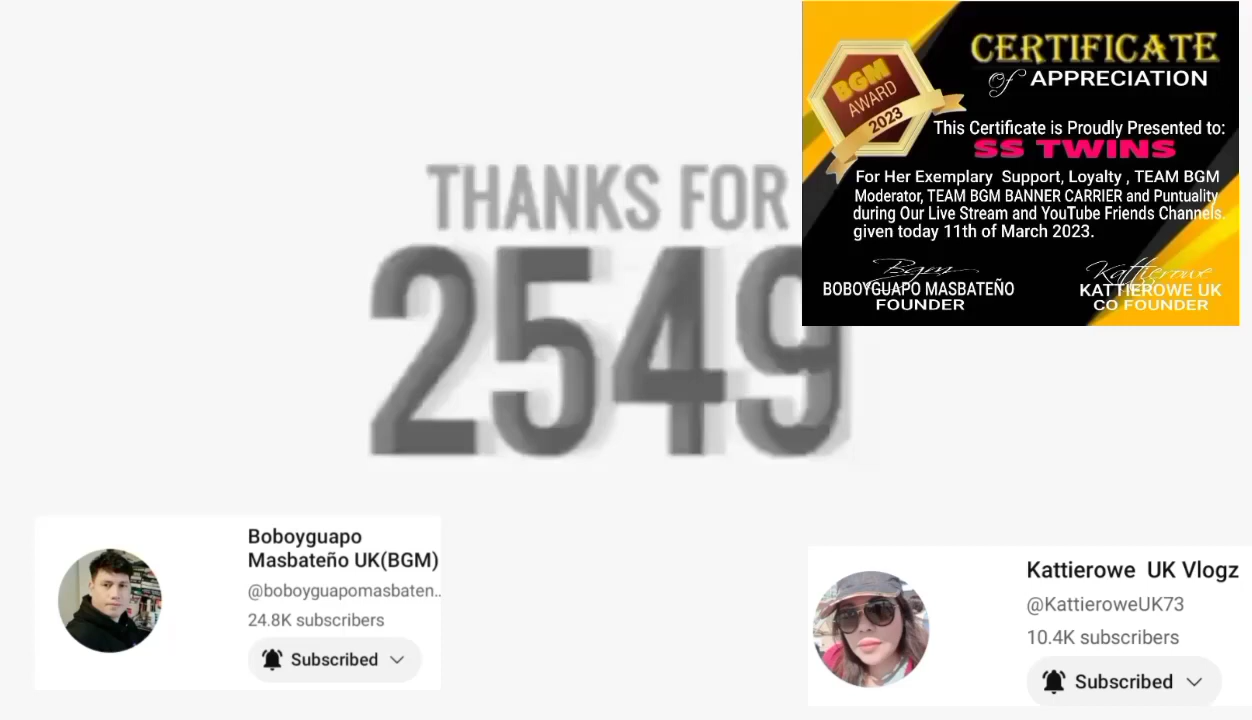 THANKS FOR
2549
CERTIFICATE
of APPRECIATION
BGM
AWARD
2023
This Certificate is Proudly Presented to:
SS TWINS
For Her Exemplary Support, Loyalty , TEAM BGM
Moderator, TEAM BGM BANNER CARRIER and Puntuality
during Our Live Stream and YouTube Friends Channels.
given today 11th of March 2023.
Bgm
BOBOYGUAPO MASBATEÑO
FOUNDER
Kattierowe
KATTIEROWE UK
CO FOUNDER
Boboyguapo
Masbateño UK(BGM)
@boboyguapomasbaten..
24.8K subscribers
Subscribed
Kattierowe UK Vlogz
@KattieroweUK73
10.4K subscribers
Subscribed